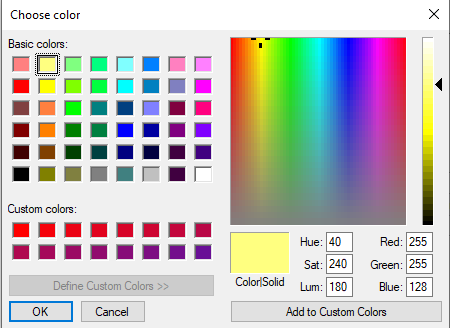 Choose color
Basic colors:
Custom colors:
Define Custom Colors >>
OK
Cancel
Color|Solid
Hue: 40
Sat: 240
Lum: 180
Red: 255
Green: 255
Blue: 128
Add to Custom Colors